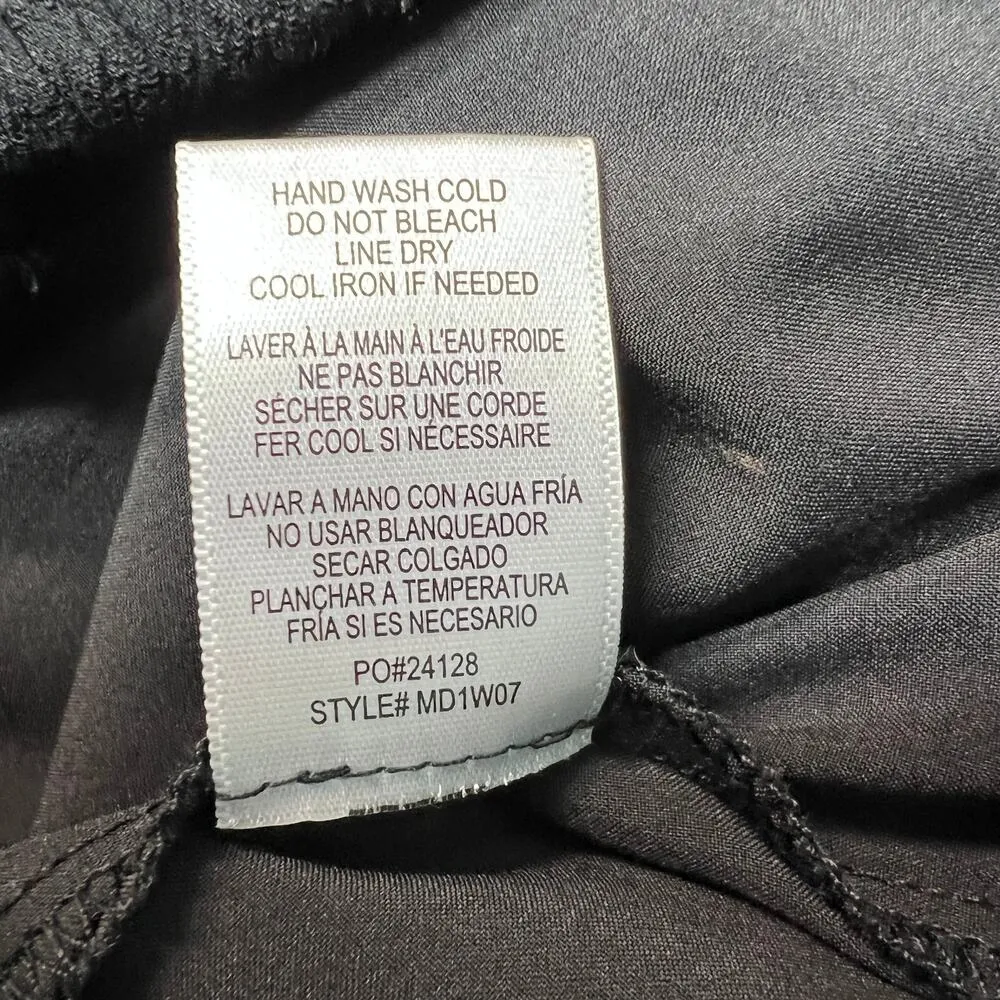 HAND WASH COLD
DO NOT BLEACH
LINE DRY
COOL IRON IF NEEDED
LAVER À LA MAIN À L'EAU FROIDE
NE PAS BLANCHIR
SÉCHER SUR UNE CORDE
FER COOL SI NÉCESSAIRE
LAVAR A MANO CON AGUA FRÍA
NO USAR BLANQUEADOR
SECAR COLGADO
PLANÇHAR A TEMPERATURA
FRÍA SI ES NECESARIO
PO#24128
STYLE# MD1W07